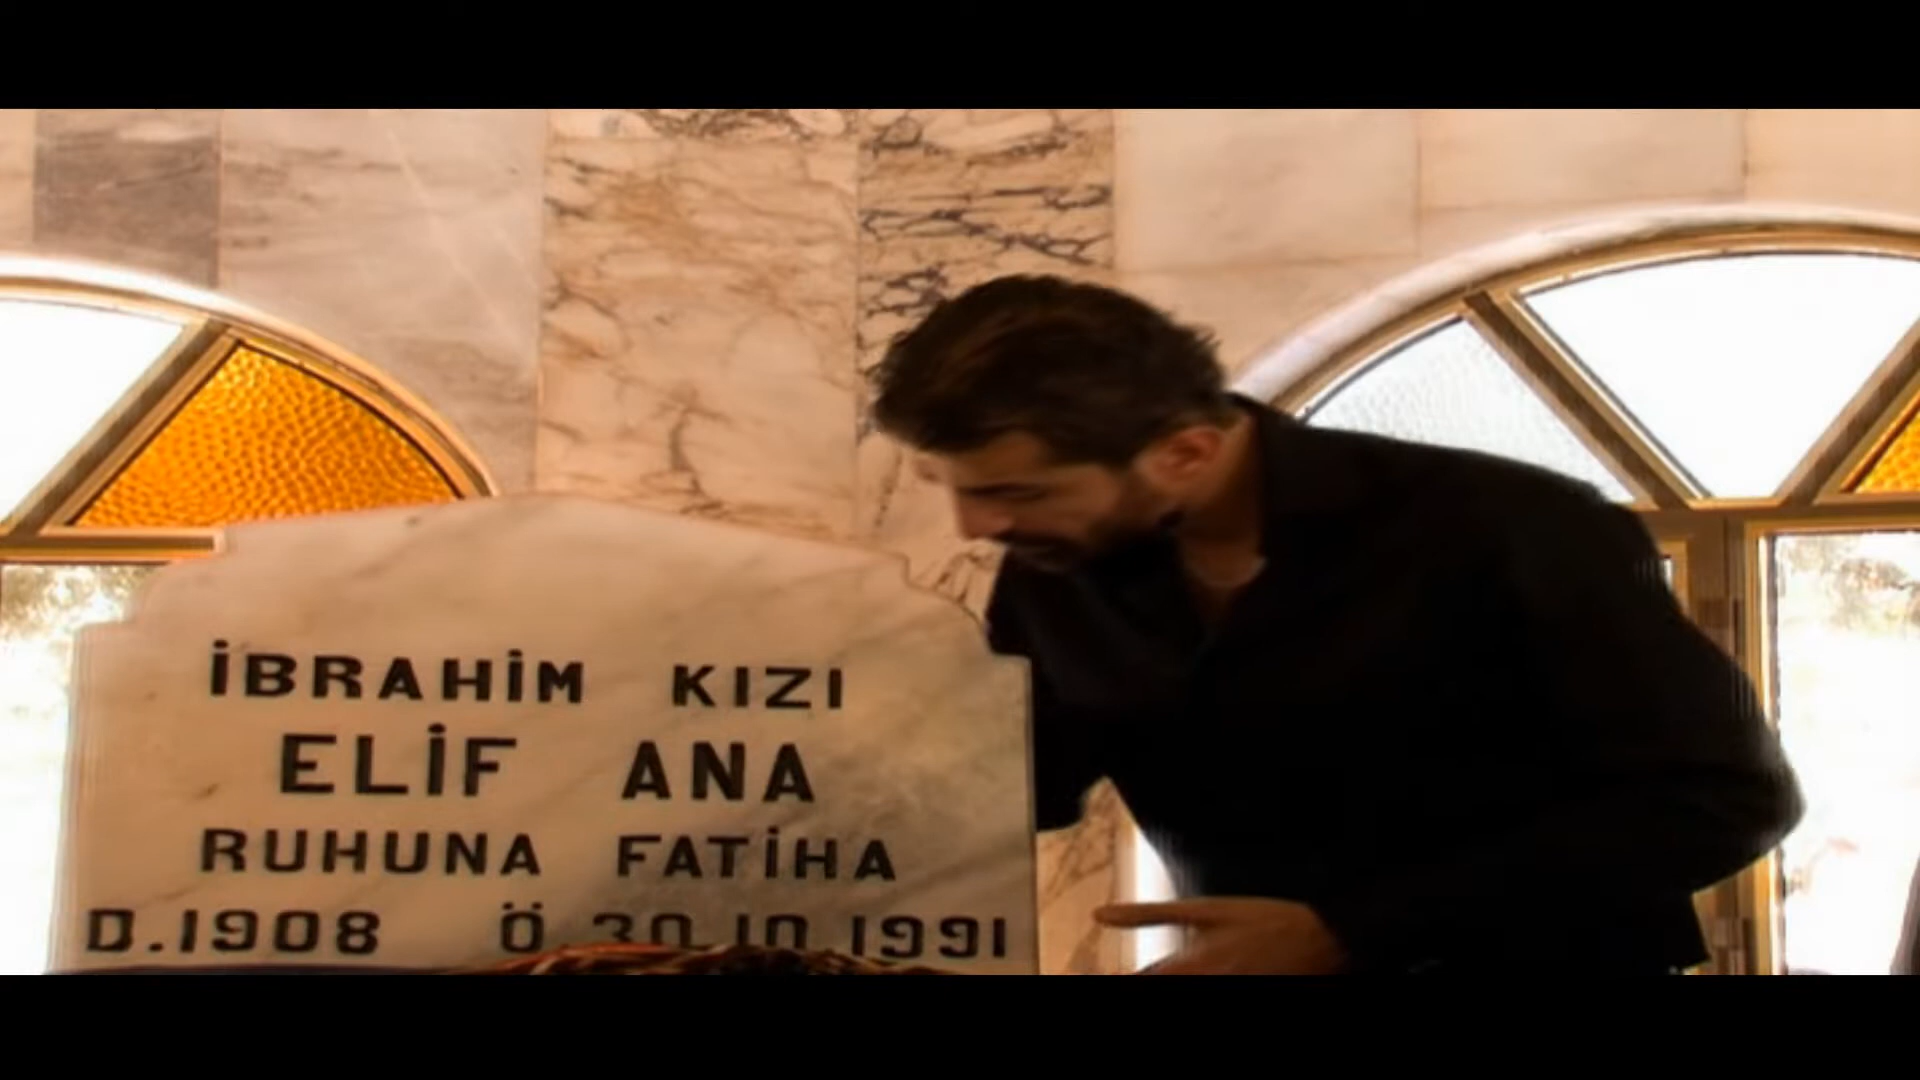 İBRAHİM KIZI
ELİF ANA
RUHUNA FATİHA
D.1908 Ö 30.10.1991